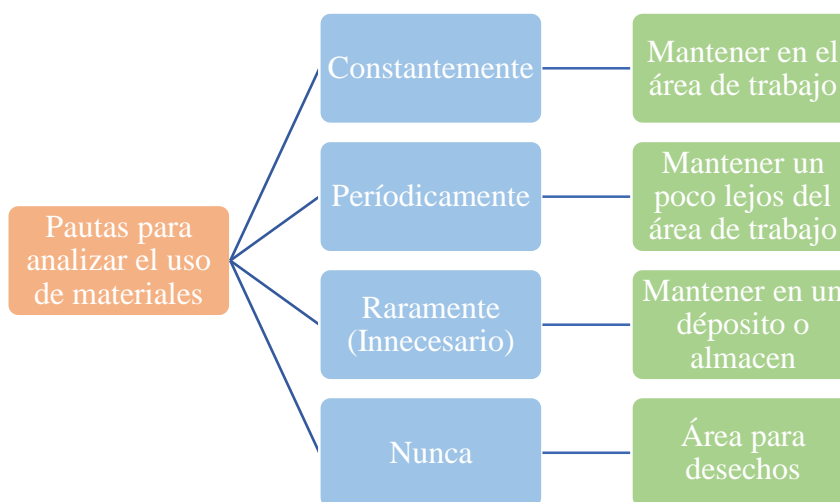 Pautas para
analizar el uso
de materiales
Constantemente
Mantener en el
área de trabajo
Períodicamente
Mantener un
poco lejos del
área de trabajo
Raramente
(Innecesario)
Mantener en un
déposito o
almacen
Nunca
Área para
desechos